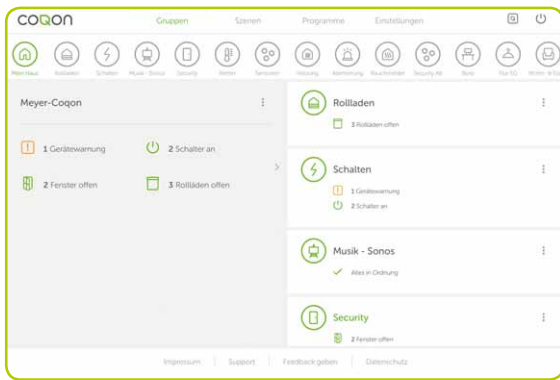 COQON
Gruppen Szenen Programme Einstellungen
Mein Haus Rollladen Schalten Musik - Sonos Security Fenster Sensoren Heizung Alarmierung Rauchmelder Security Alt Büro Flur EG
Meyer-Coqon
1 Gerätewarnung 2 Schalter an
2 Fenster offen 3 Rollläden offen
Rollladen
3 Rollläden offen
Schalten
1 Gerätewarnung
2 Schalter an
Musik - Sonos
Alles in Ordnung
Security
2 Fenster offen
Impressum Support Feedback geben Datenschutz